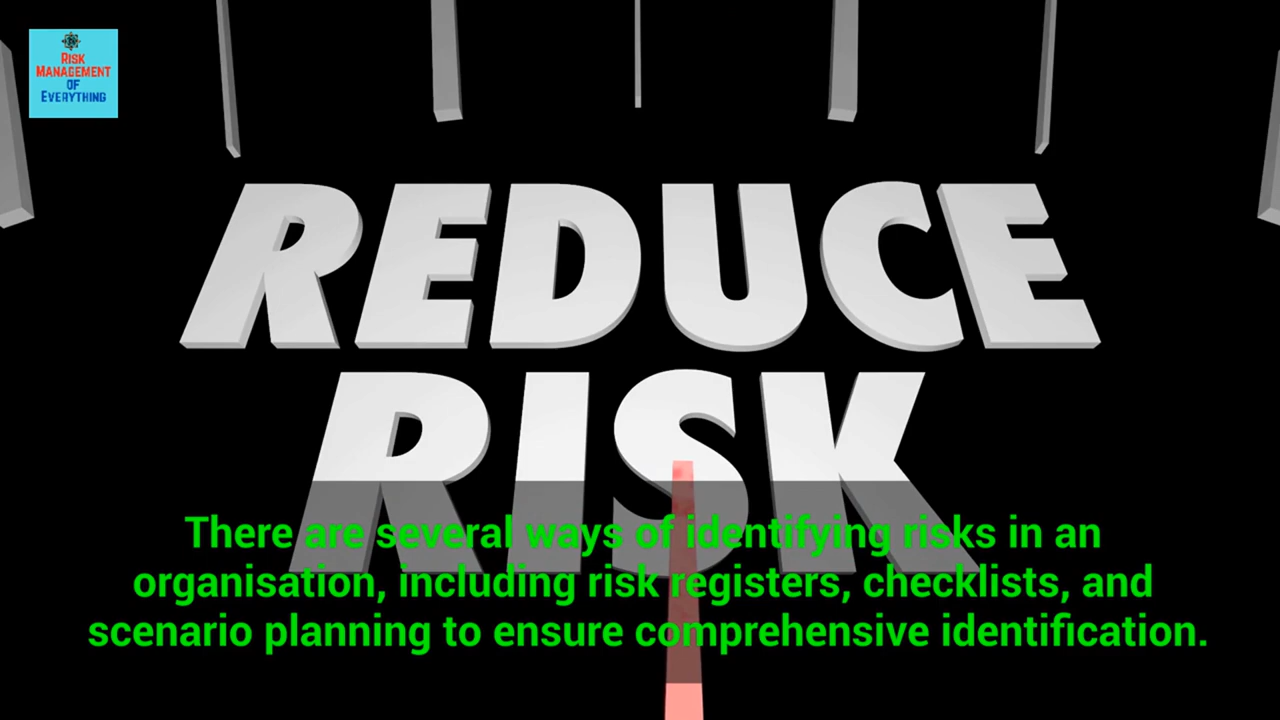 RISK
MANAGEMENT
OF
EVERYTHING
REDUCE
RISK
There are several ways of identifying risks in an
organisation, including risk registers, checklists, and
scenario planning to ensure comprehensive identification.